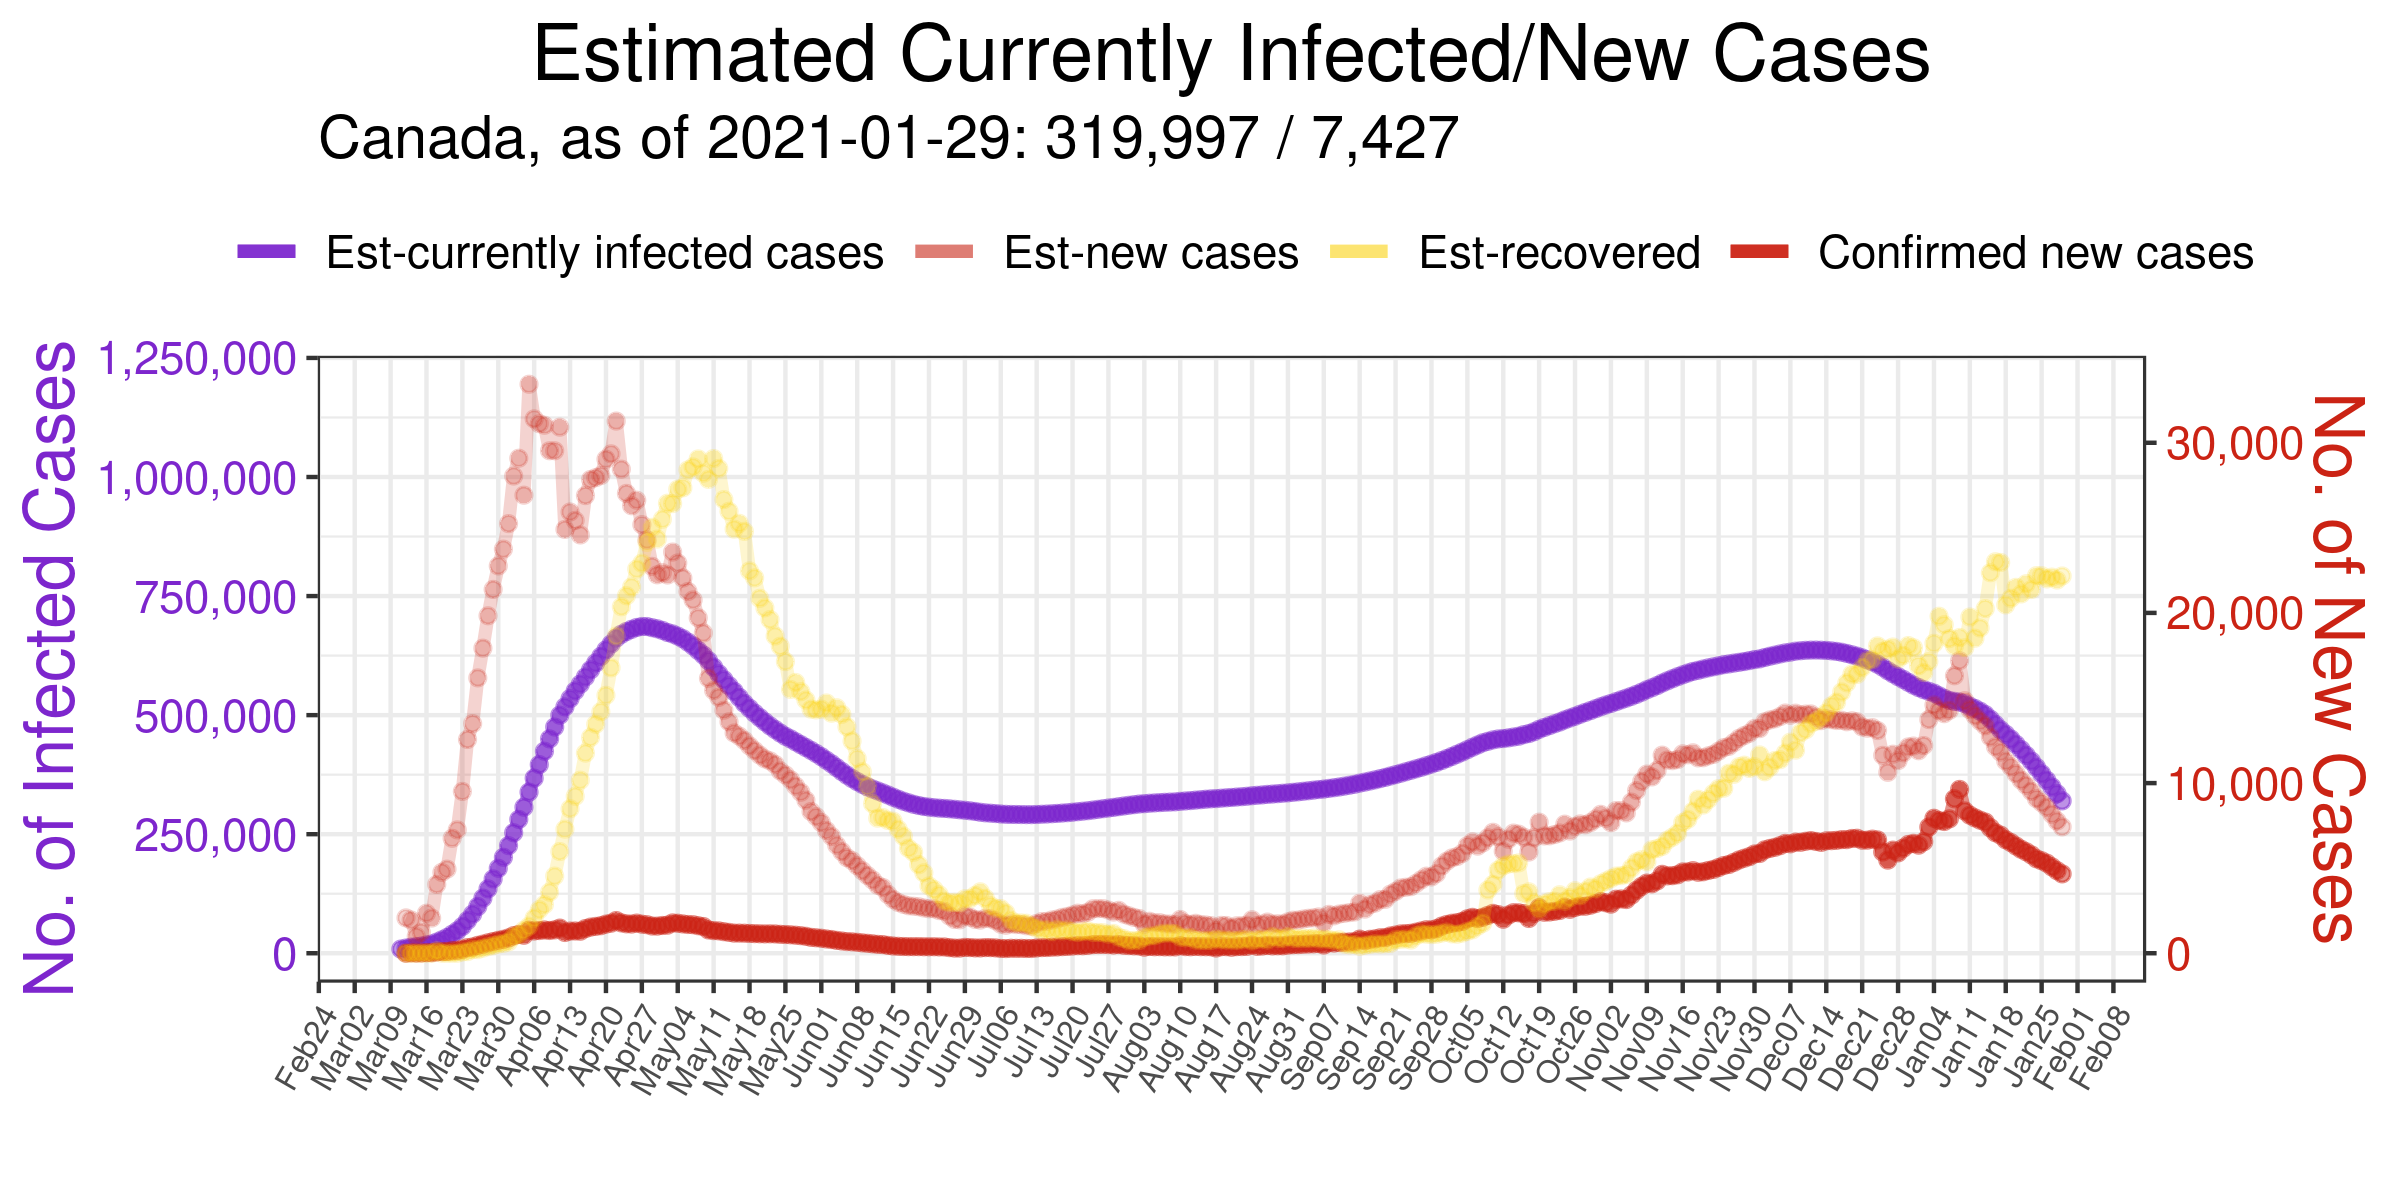 Estimated Currently Infected/New Cases
Canada, as of 2021-01-29: 319,997 / 7,427
Est-currently infected cases Est-new cases Est-recovered Confirmed new cases
No. of Infected Cases
1,250,000
1,000,000
750,000
500,000
250,000
0
30,000
20,000
10,000
0
No. of New Cases
Feb24 Mar02 Mar09 Mar16 Mar23 Mar30 Apr06 Apr13 Apr20 Apr27 May04 May11 May18 May25 Jun01 Jun08 Jun15 Jun22 Jun29 Jul06 Jul13 Jul20 Jul27 Aug03 Aug10 Aug17 Aug24 Aug31 Sep07 Sep14 Sep21 Sep28 Oct05 Oct12 Oct19 Oct26 Nov02 Nov09 Nov16 Nov23 Nov30 Dec07 Dec14 Dec21 Dec28 Jan04 Jan11 Jan18 Jan25 Feb01 Feb08